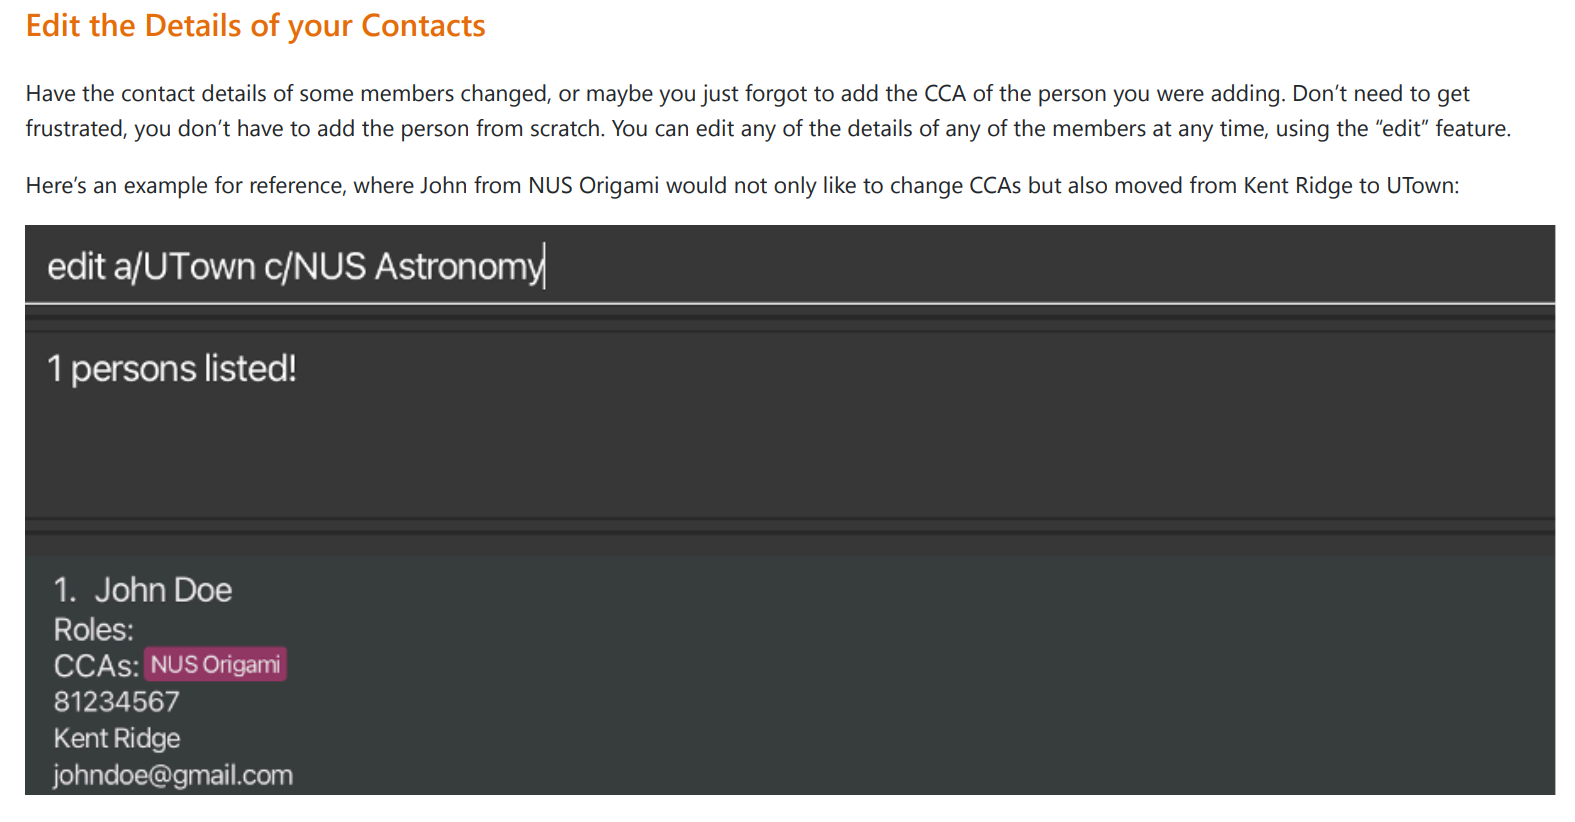 Edit the Details of your Contacts
Have the contact details of some members changed, or maybe you just forgot to add the CCA of the person you were adding. Don’t need to get
frustrated, you don’t have to add the person from scratch. You can edit any of the details of any of the members at any time, using the “edit” feature.
Here’s an example for reference, where John from NUS Origami would not only like to change CCAs but also moved from Kent Ridge to UTown:
edit a/UTown c/NUS Astronomy
1 persons listed!
1. John Doe
Roles:
CCAs: NUS Origami
81234567
Kent Ridge
johndoe@gmail.com